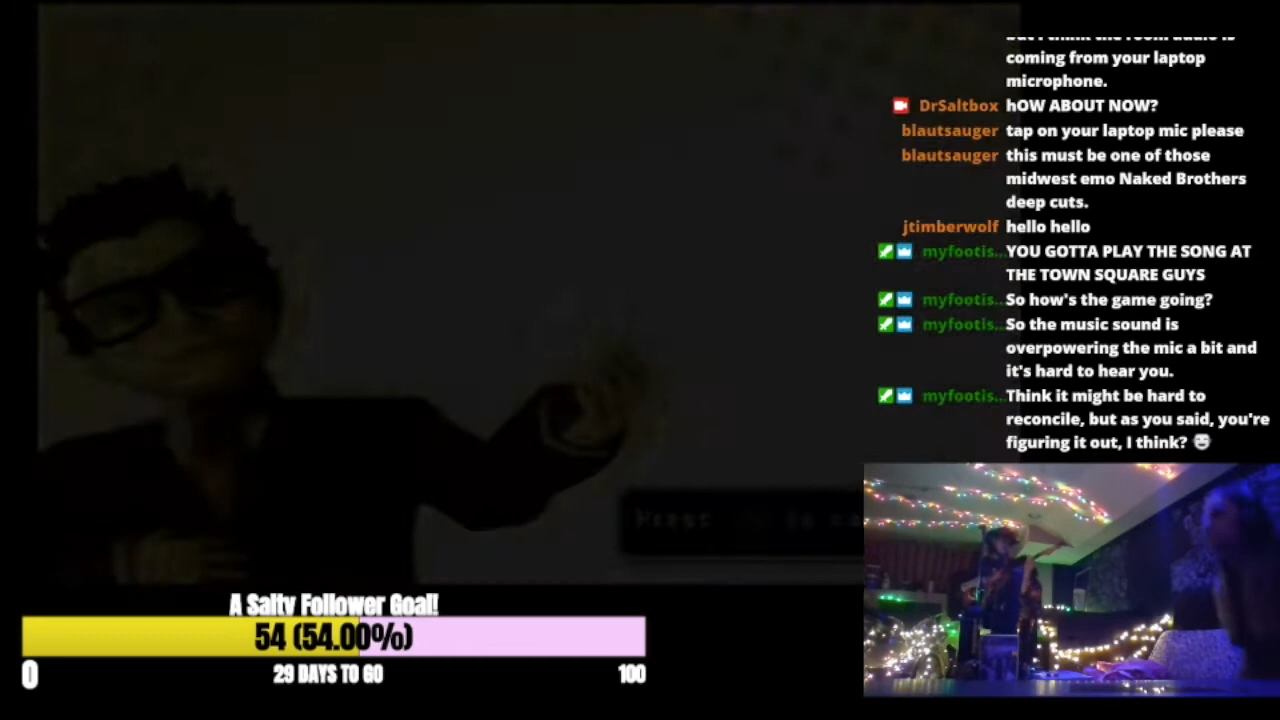 coming from your laptop
microphone.
DrSaltbox hOW ABOUT NOW?
blautsauger tap on your laptop mic please
blautsauger this must be one of those
midwest emo Naked Brothers
deep cuts.
jtimberwolf hello hello
myfootis... YOU GOTTA PLAY THE SONG AT
THE TOWN SQUARE GUYS
myfootis... So how's the game going?
myfootis... So the music sound is
overpowering the mic a bit and
it's hard to hear you.
myfootis... Think it might be hard to
reconcile, but as you said, you're
figuring it out, I think?
A Salty Follower Goal!
54 (54.00%)
0 29 DAYS TO GO 100